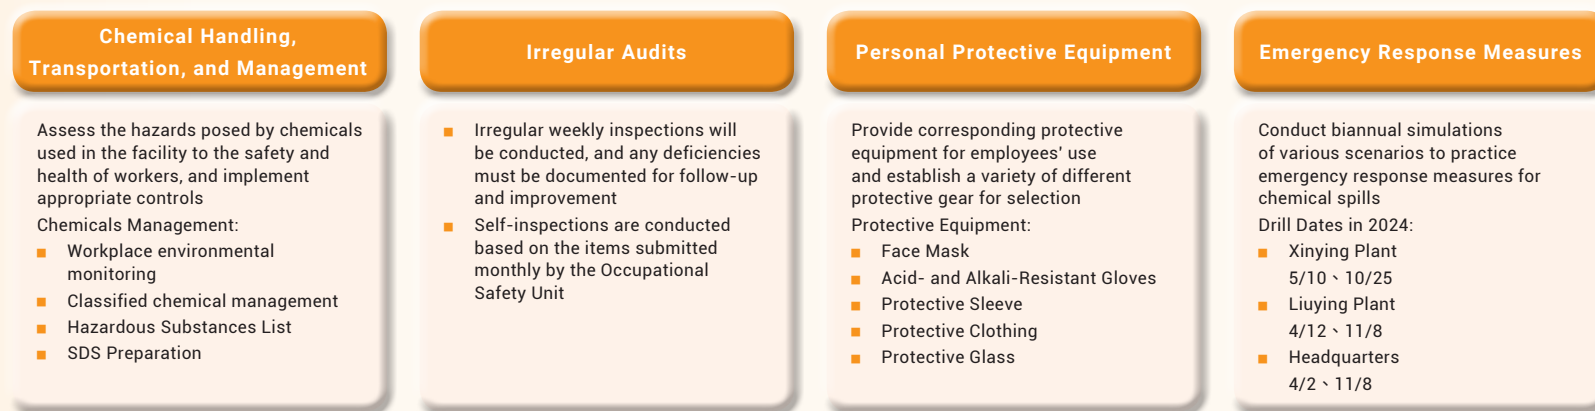 Chemical Handling,
Transportation, and Management
Assess the hazards posed by chemicals
used in the facility to the safety and
health of workers, and implement
appropriate controls
Chemicals Management:
Workplace environmental
monitoring
Classified chemical management
Hazardous Substances List
SDS Preparation
Irregular Audits
Irregular weekly inspections will
be conducted, and any deficiencies
must be documented for follow-up
and improvement
Self-inspections are conducted
based on the items submitted
monthly by the Occupational
Safety Unit
Personal Protective Equipment
Provide corresponding protective
equipment for employees' use
and establish a variety of different
protective gear for selection
Protective Equipment:
Face Mask
Acid- and Alkali-Resistant Gloves
Protective Sleeve
Protective Clothing
Protective Glass
Emergency Response Measures
Conduct biannual simulations
of various scenarios to practice
emergency response measures for
chemical spills
Drill Dates in 2024:
Xinying Plant
5/10、10/25
Liuying Plant
4/12、11/8
Headquarters
4/2、11/8